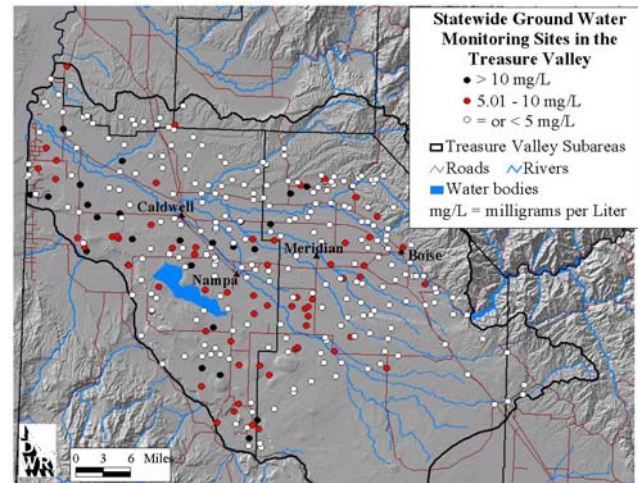 Statewide Ground Water
Monitoring Sites in the
Treasure Valley
> 10 mg/L
5.01 - 10 mg/L
= or < 5 mg/L
Treasure Valley Subareas
Roads
Rivers
Water bodies
mg/L = milligrams per Liter
Caldwell
Meridian
Boise
Nampa
IDWR
0 3 6 Miles